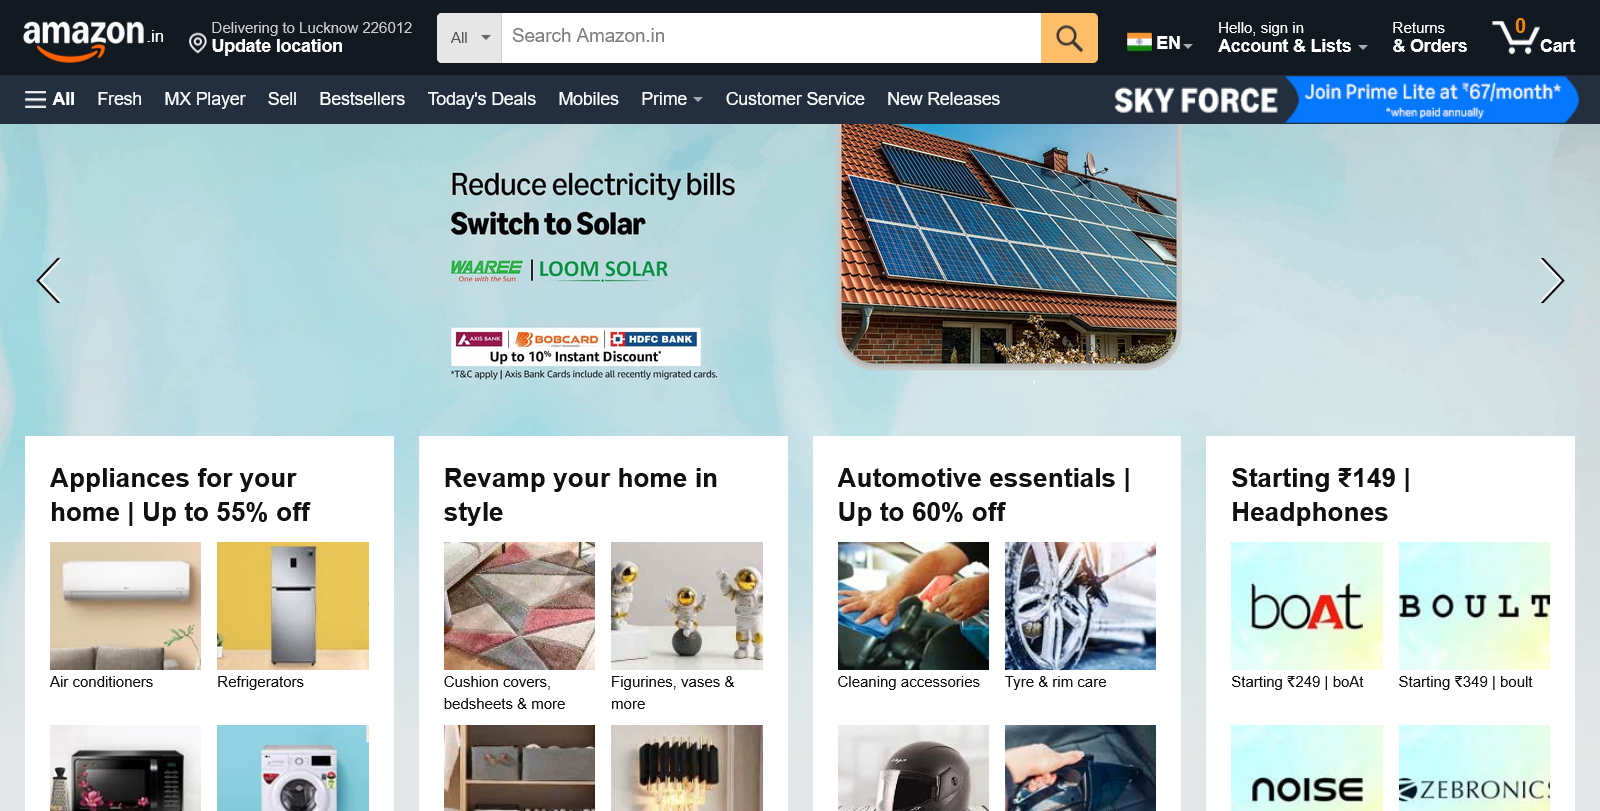 amazon.in
Delivering to Lucknow 226012
Update location
All
Search Amazon.in
EN
Hello, sign in
Account & Lists
Returns
& Orders
0
Cart
All
Fresh
MX Player
Sell
Bestsellers
Today's Deals
Mobiles
Prime
Customer Service
New Releases
SKY FORCE
Join Prime Lite at ₹67/month*
*when paid annually
Reduce electricity bills
Switch to Solar
WAAREE
One with the Sun
LOOM SOLAR
AXIS BANK
BOBCARD
HDFC BANK
Up to 10% Instant Discount*
*T&C apply | Axis Bank Cards include all recently migrated cards.
Appliances for your
home | Up to 55% off
Air conditioners
Refrigerators
Revamp your home in
style
Cushion covers,
bedsheets & more
Figurines, vases &
more
Automotive essentials |
Up to 60% off
Cleaning accessories
Tyre & rim care
Starting ₹149 |
Headphones
boAt
BOULT
Starting ₹249 | boAt
Starting ₹349 | boult
NOISE
ZEBRONICS